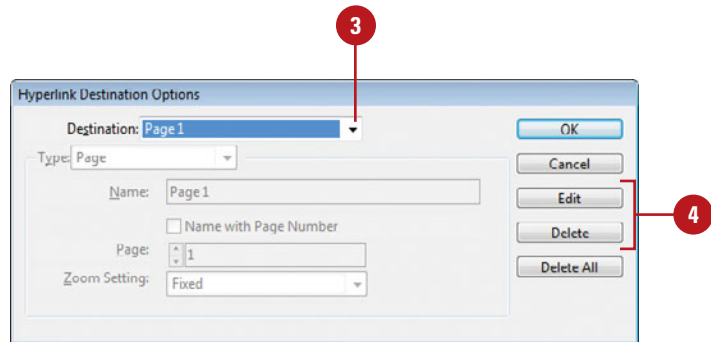 3
Hyperlink Destination Options
Destination: Page 1
OK
Type: Page
Cancel
Name: Page 1
Edit
4
Name with Page Number
Delete
Page: 1
Delete All
Zoom Setting: Fixed